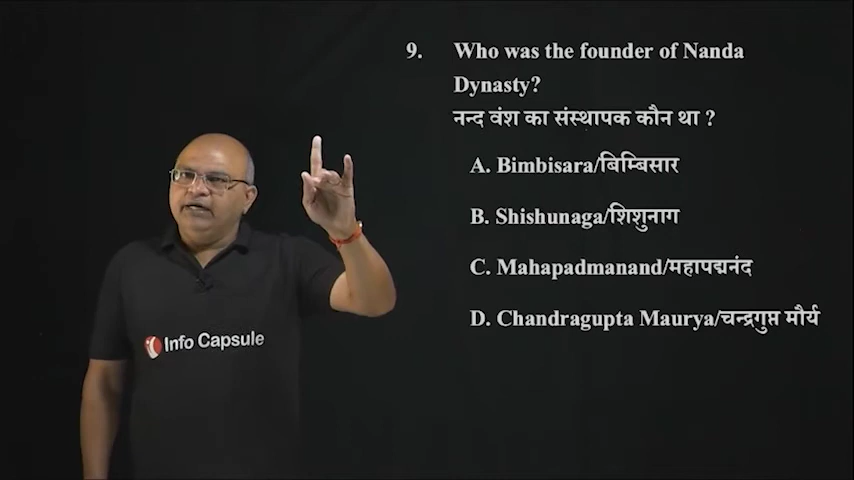 9. Who was the founder of Nanda
Dynasty?
नन्द वंश का संस्थापक कौन था ?
A. Bimbisara/बिम्बिसार
B. Shishunaga/शिशुनाग
C. Mahapadmanand/महापद्मनंद
D. Chandragupta Maurya/चन्द्रगुप्त मौर्य
Info Capsule